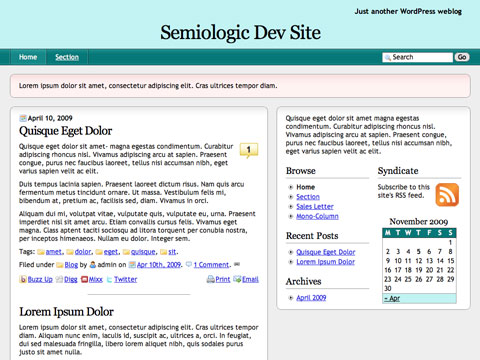 Just another WordPress weblog
Semiologic Dev Site
Home Section
Search Go
Lorem ipsum dolor sit amet, consectetur adipiscing elit. Cras ultrices tempor diam.
April 10, 2009
Quisque Eget Dolor
1
Quisque eget dolor sit amet- magna egestas condimentum. Curabitur
adipiscing rhoncus nisl. Vivamus adipiscing arcu at sapien. Praesent
congue, purus nec faucibus laoreet, tellus nisl accumsan nibh, eget
varius sapien velit ac elit.
Duis tempus lacinia sapien. Praesent laoreet dictum risus. Nam quis arcu
fermentum metus tincidunt ornare. Ut massa. Vestibulum felis mi,
bibendum at, pretium ac, facilisis sed, diam. Vivamus in orci.
Aliquam dui mi, volutpat vitae, vulputate quis, vulputate eu, urna. Praesent
imperdiet nisi sit amet arcu. Etiam convallis cursus felis. Vivamus eget
magna. Class aptent taciti sociosqu ad litora torquent per conubia nostra,
per inceptos himenaeos. Nullam eu dolor. Integer sem.
Tags: amet, dolor, eget, quisque, sit.
Filed under Blog by admin on Apr 10th, 2009. 1 Comment.
Buzz Up Digg Mixx Twitter Print Email
Lorem Ipsum Dolor
Lorem ipsum dolor sit amet, consectetur adipiscing elit. Cras ultrices tempor
diam. Aliquam nunc enim, iaculis id, suscipit ac, ultrices a, orci. In feugiat,
dui sed malesuada fringilla, libero lorem aliquet nibh, quis sodales purus
justo sit amet nulla.
Quisque eget dolor sit amet magna egestas
condimentum. Curabitur adipiscing rhoncus nisl.
Vivamus adipiscing arcu at sapien. Praesent congue,
purus nec faucibus laoreet, tellus nisl accumsan nibh,
eget varius sapien velit ac elit.
Browse
Home
Section
Sales Letter
Mono-Column
Recent Posts
Quisque Eget Dolor
Lorem Ipsum Dolor
Archives
April 2009
Syndicate
Subscribe to this
site's RSS feed.
November 2009
M T W T F S S
1
2 3 4 5 6 7 8
9 10 11 12 13 14 15
16 17 18 19 20 21 22
23 24 25 26 27 28 29
30
« Apr